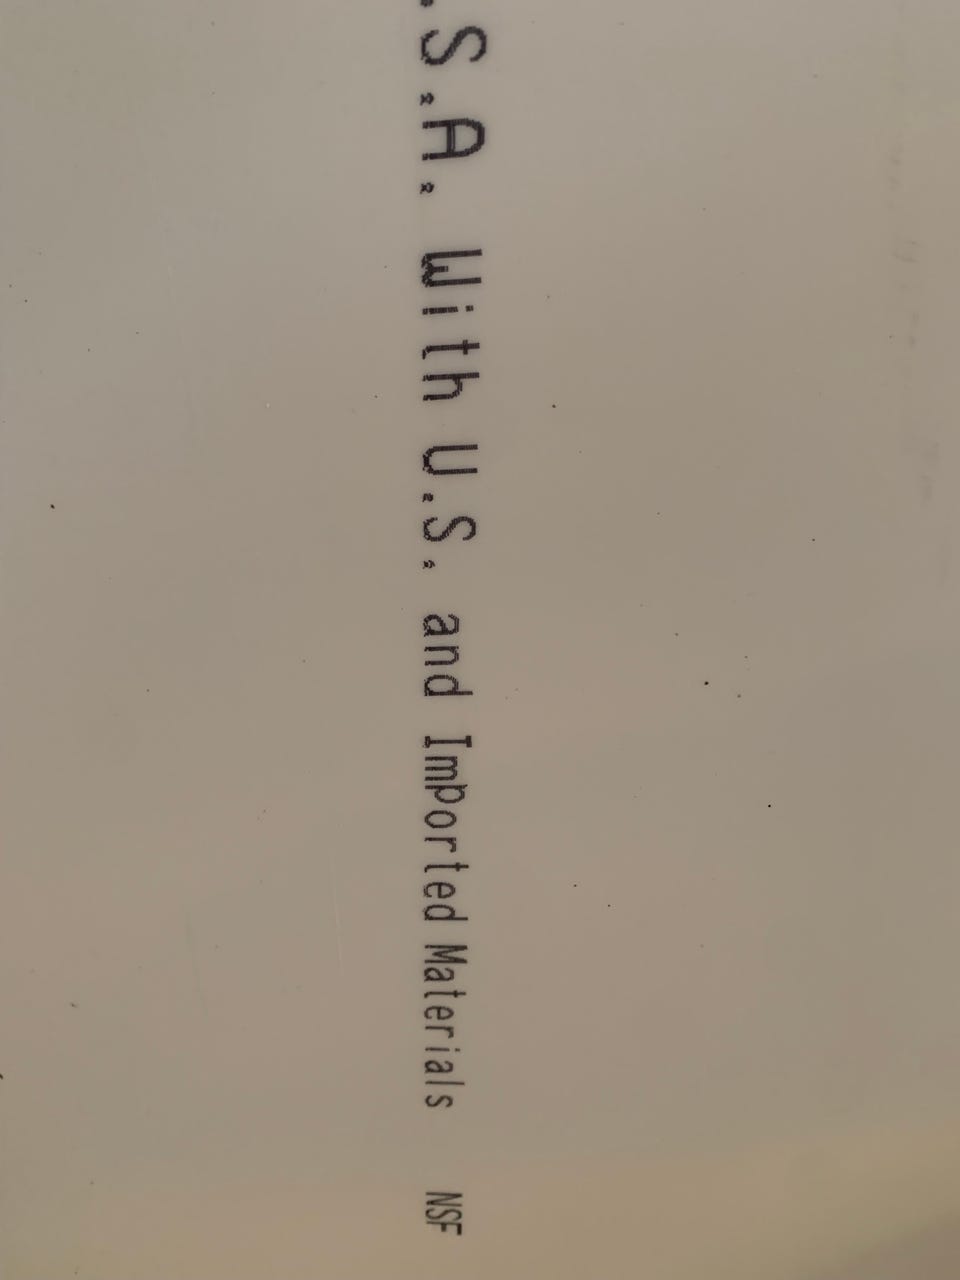 .S.A. With U.S. and Imported Materials NSF